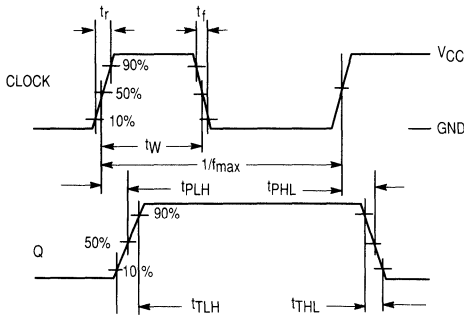 tr
tf
VCC
90%
CLOCK
50%
10%
GND
tW
1/fmax
tPLH
tPHL
90%
Q
50%
10%
tTLH
tTHL